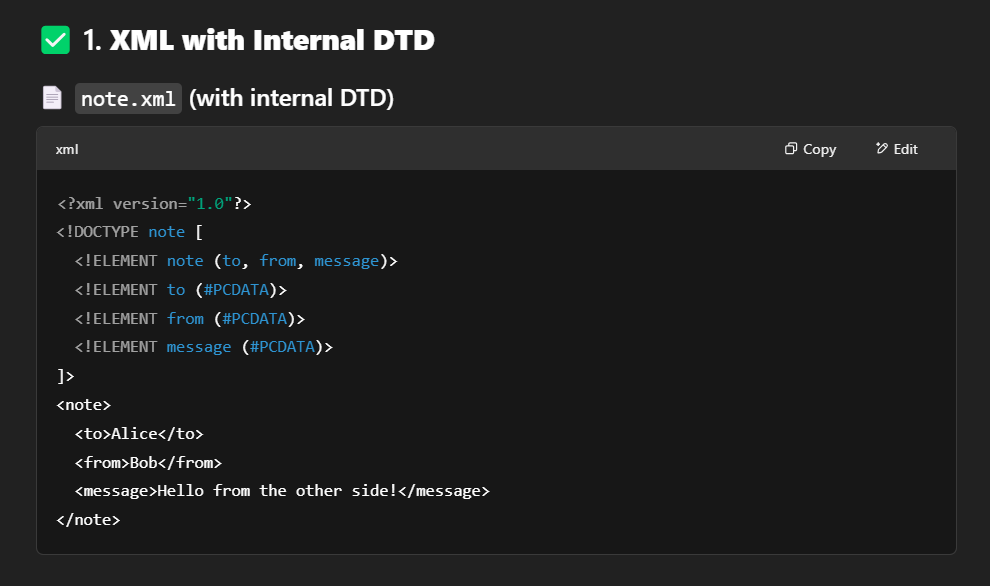 ✅ 1. XML with Internal DTD
📄 note.xml (with internal DTD)
xml Copy Edit
<?xml version="1.0"?>
<!DOCTYPE note [
  <!ELEMENT note (to, from, message)>
  <!ELEMENT to (#PCDATA)>
  <!ELEMENT from (#PCDATA)>
  <!ELEMENT message (#PCDATA)>
]>
<note>
  <to>Alice</to>
  <from>Bob</from>
  <message>Hello from the other side!</message>
</note>